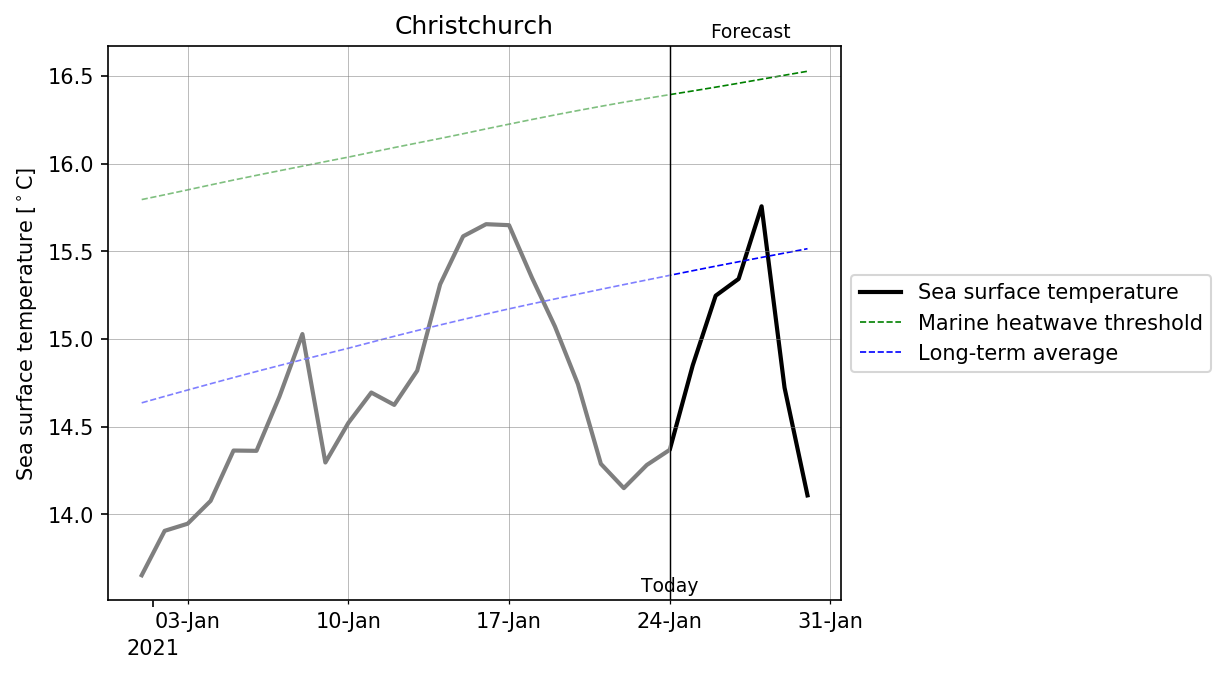 Christchurch
Forecast
Sea surface temperature [°C]
16.5
16.0
15.5
15.0
14.5
14.0
Sea surface temperature
Marine heatwave threshold
Long-term average
Today
03-Jan
10-Jan
17-Jan
24-Jan
31-Jan
2021